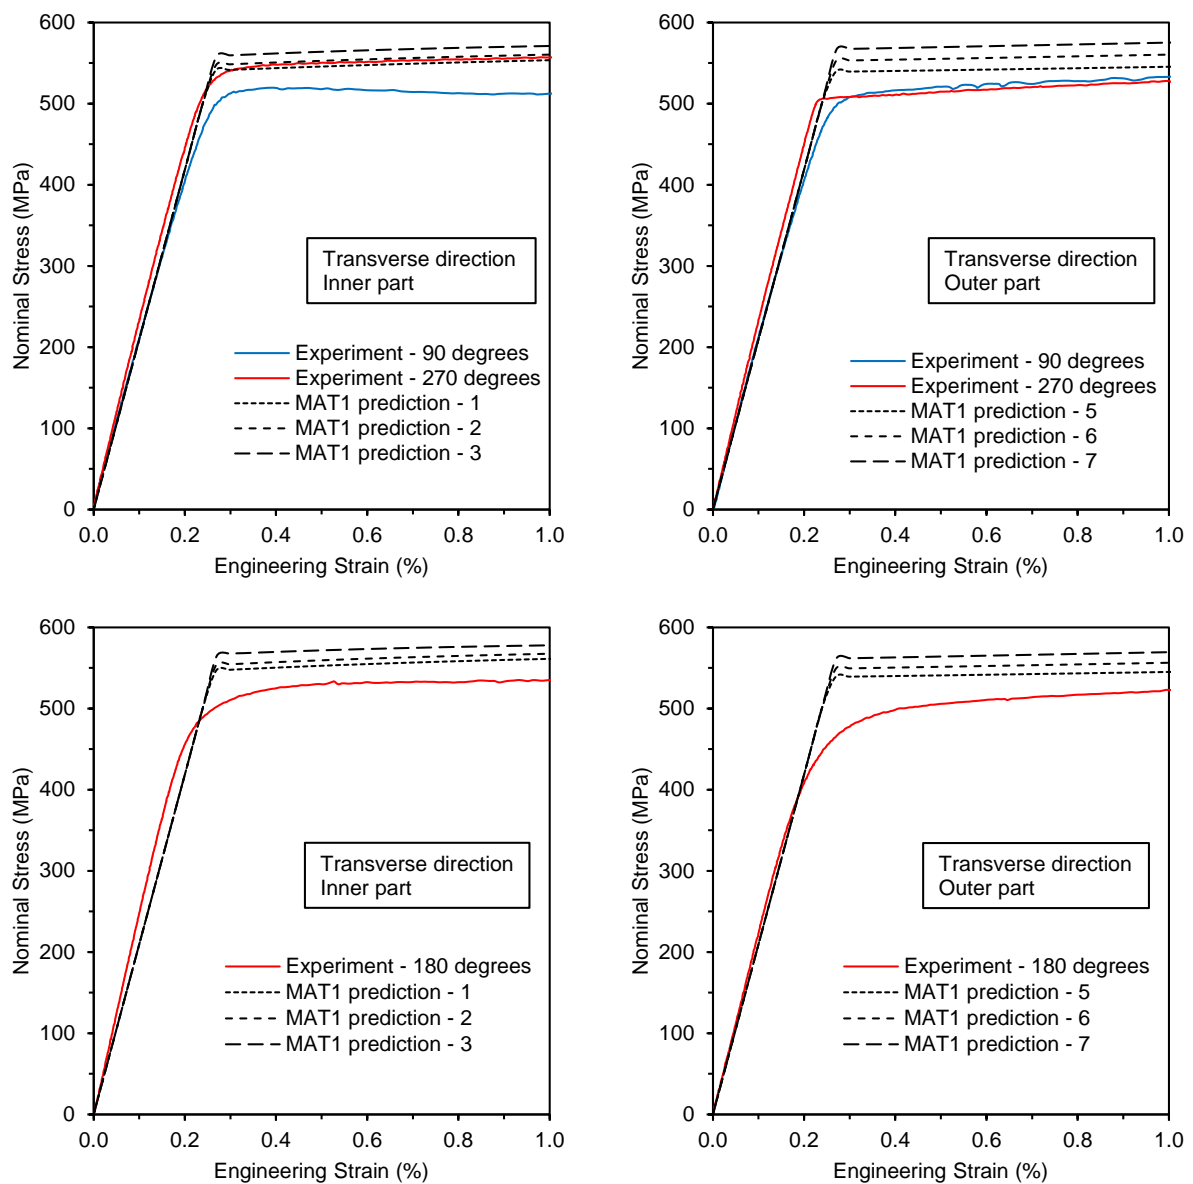 600
500
400
300
200
100
0
Nominal Stress (MPa)
Transverse direction
Inner part
Experiment - 90 degrees
Experiment - 270 degrees
MAT1 prediction - 1
MAT1 prediction - 2
MAT1 prediction - 3
0.0 0.2 0.4 0.6 0.8 1.0
Engineering Strain (%)
600
500
400
300
200
100
0
Nominal Stress (MPa)
Transverse direction
Outer part
Experiment - 90 degrees
Experiment - 270 degrees
MAT1 prediction - 5
MAT1 prediction - 6
MAT1 prediction - 7
0.0 0.2 0.4 0.6 0.8 1.0
Engineering Strain (%)
600
500
400
300
200
100
0
Nominal Stress (MPa)
Transverse direction
Inner part
Experiment - 180 degrees
MAT1 prediction - 1
MAT1 prediction - 2
MAT1 prediction - 3
0.0 0.2 0.4 0.6 0.8 1.0
Engineering Strain (%)
600
500
400
300
200
100
0
Nominal Stress (MPa)
Transverse direction
Outer part
Experiment - 180 degrees
MAT1 prediction - 5
MAT1 prediction - 6
MAT1 prediction - 7
0.0 0.2 0.4 0.6 0.8 1.0
Engineering Strain (%)